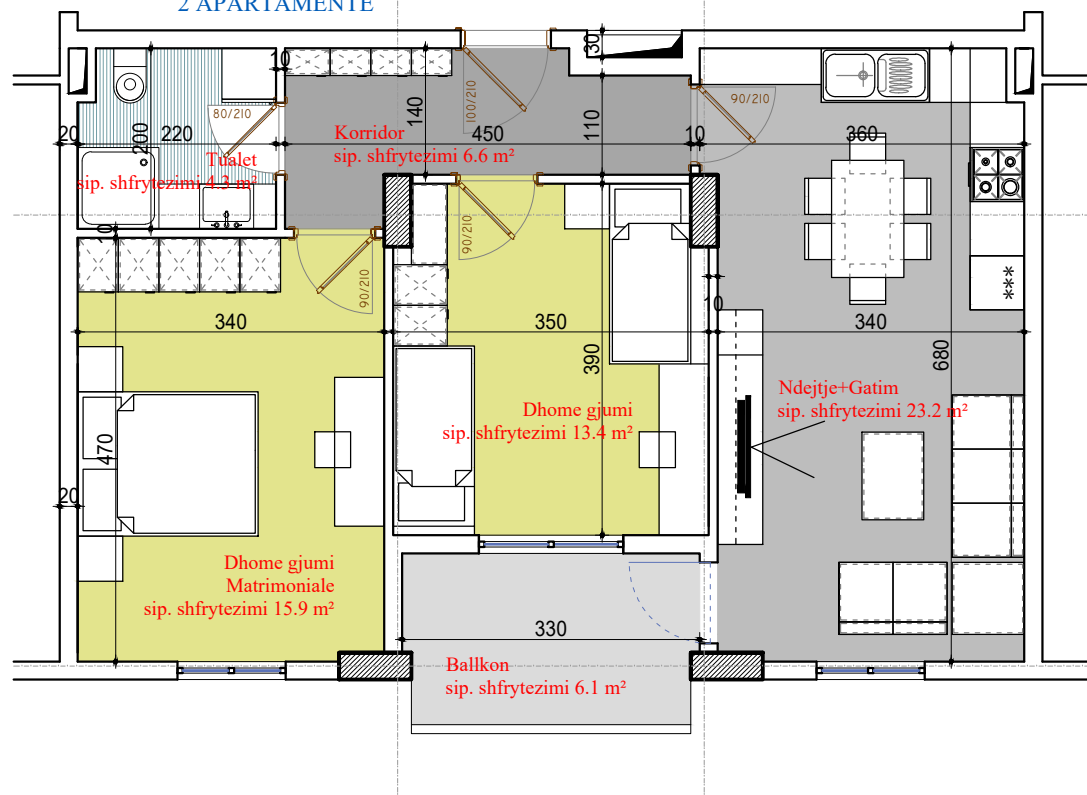 2 APARTAMENTE
30
10
80/210
100/210
90/210
140
110
20
220
200
Korridor
450
sip. shfrytezimi 6.6 m²
10
360
Tualet
sip. shfrytezimi 4.3 m²
10
90/210
90/210
***
10
340
350
340
390
680
Ndejtje+Gatim
sip. shfrytezimi 23.2 m²
Dhome gjumi
sip. shfrytezimi 13.4 m²
470
20
Dhome gjumi
Matrimoniale
sip. shfrytezimi 15.9 m²
330
Ballkon
sip. shfrytezimi 6.1 m²